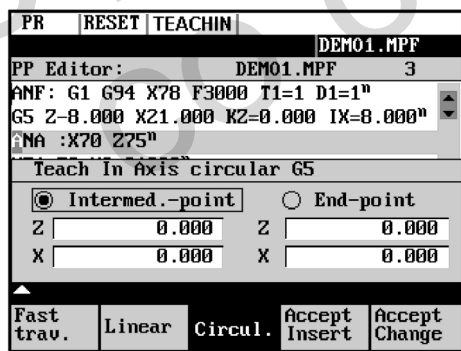 PR RESET TEACHIN
DEMO1.MPF
PP Editor: DEMO1.MPF 3
ANF: G1 G94 X78 F3000 T1=1 D1=1"
G5 Z-8.000 X21.000 KZ=0.000 IX=8.000"
ANA :X70 Z75"
Teach In Axis circular G5
Intermed.-point End-point
Z 0.000 Z 0.000
X 0.000 X 0.000
Fast trav. Linear Circul. Accept Insert Accept Change